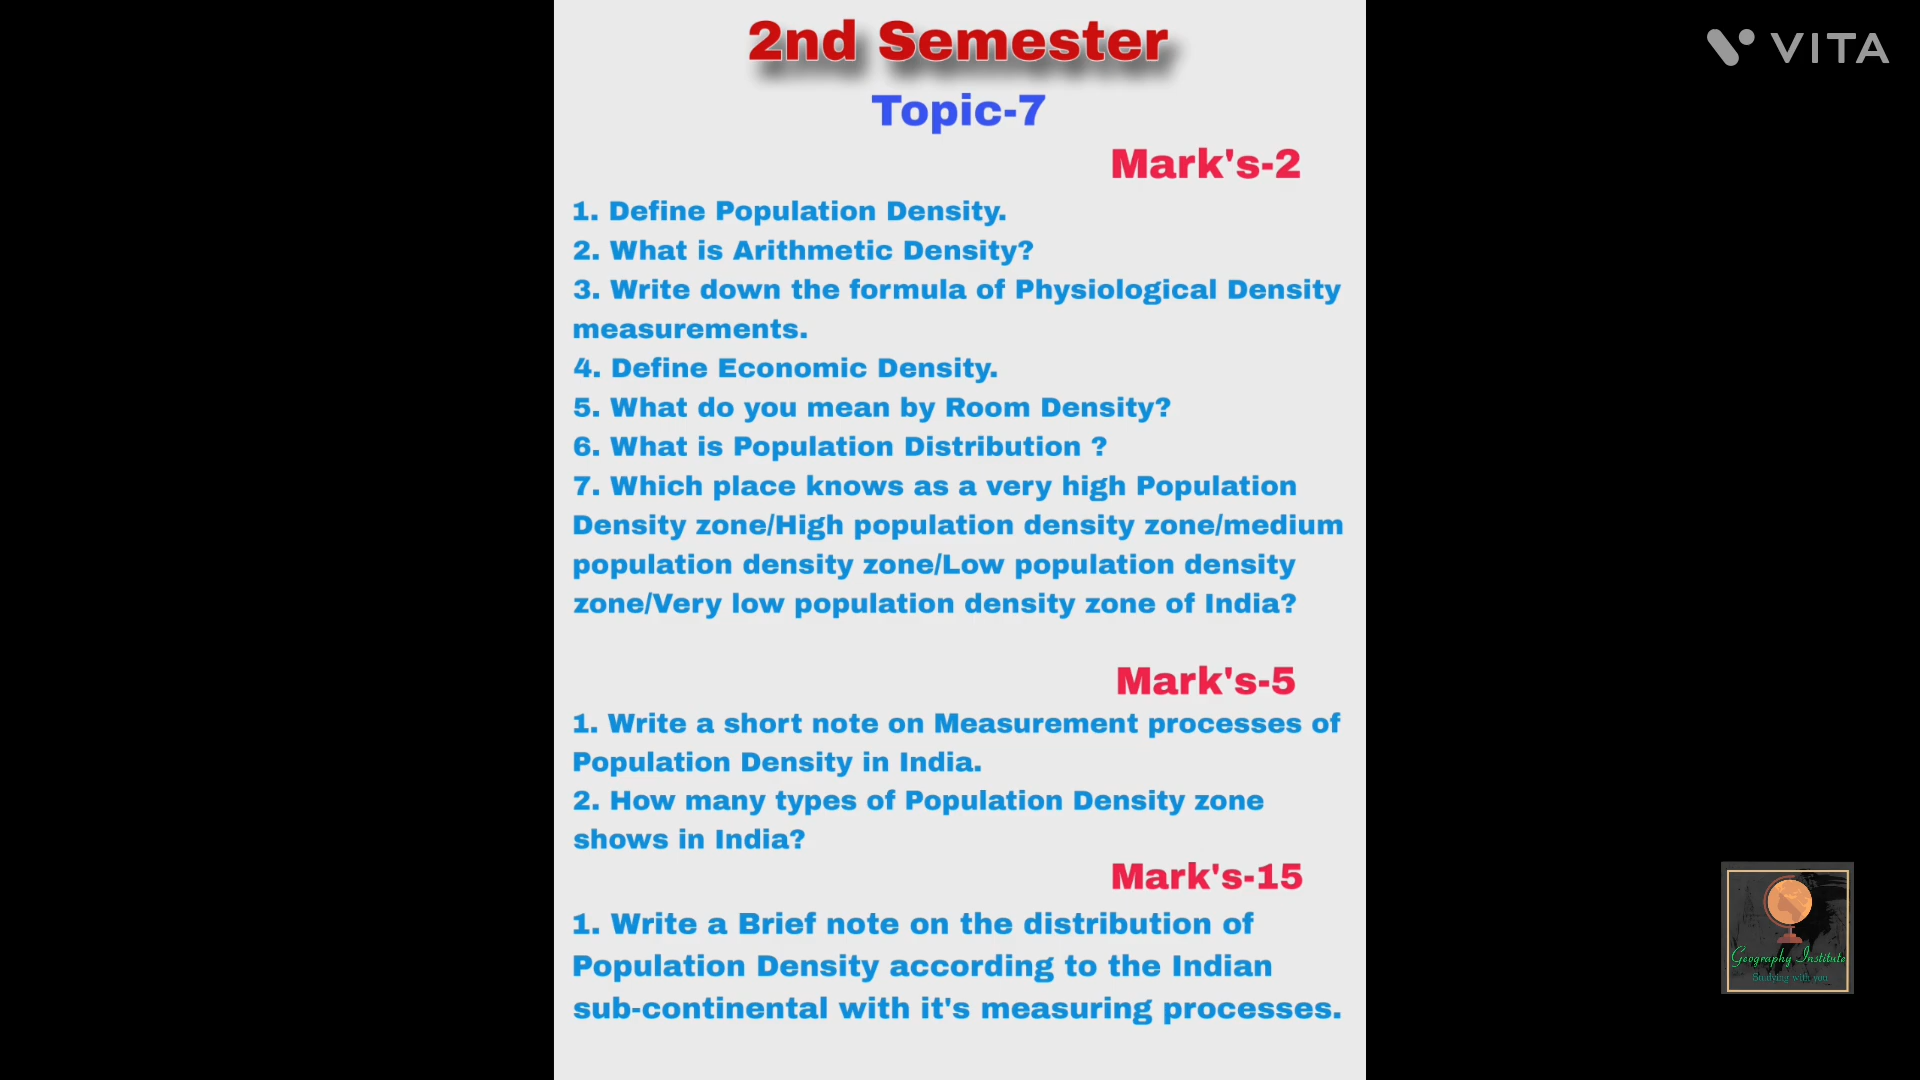 2nd Semester
VITA
Topic-7
Mark's-2
1. Define Population Density.
2. What is Arithmetic Density?
3. Write down the formula of Physiological Density
measurements.
4. Define Economic Density.
5. What do you mean by Room Density?
6. What is Population Distribution ?
7. Which place knows as a very high Population
Density zone/High population density zone/medium
population density zone/Low population density
zone/Very low population density zone of India?
Mark's-5
1. Write a short note on Measurement processes of
Population Density in India.
2. How many types of Population Density zone
shows in India?
Mark's-15
1. Write a Brief note on the distribution of
Population Density according to the Indian
sub-continental with it's measuring processes.
Geography Institute
Studying with you